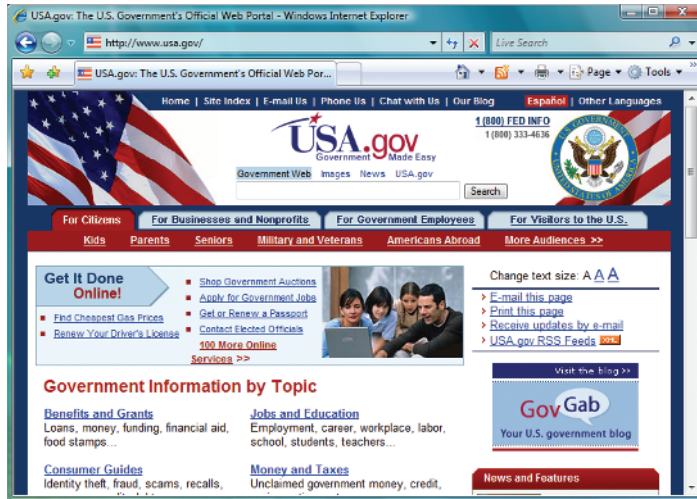 USA.gov: The U.S. Government's Official Web Portal - Windows Internet Explorer
http://www.usa.gov/
Live Search
USA.gov: The U.S. Government's Official Web Por...
Page
Tools
Home | Site Index | E-mail Us | Phone Us | Chat with Us | Our Blog
Español | Other Languages
USA.gov
Government Made Easy
1 (800) FED INFO
1 (800) 333-4636
Government Web Images News USA.gov
Search
For Citizens
For Businesses and Nonprofits
For Government Employees
For Visitors to the U.S.
Kids Parents Seniors Military and Veterans Americans Abroad More Audiences >>
Get It Done
Online!
Find Cheapest Gas Prices
Renew Your Driver's License
Shop Government Auctions
Apply for Government Jobs
Get or Renew a Passport
Contact Elected Officials
100 More Online
Services >>
Change text size: A A A
E-mail this page
Print this page
Receive updates by e-mail
USA.gov RSS Feeds XML
Visit the blog >>
Gov Gab
Your U.S. government blog
News and Features
Government Information by Topic
Benefits and Grants
Loans, money, funding, financial aid,
food stamps...
Jobs and Education
Employment, career, workplace, labor,
school, students, teachers...
Consumer Guides
Identity theft, fraud, scams, recalls,
Money and Taxes
Unclaimed government money, credit,